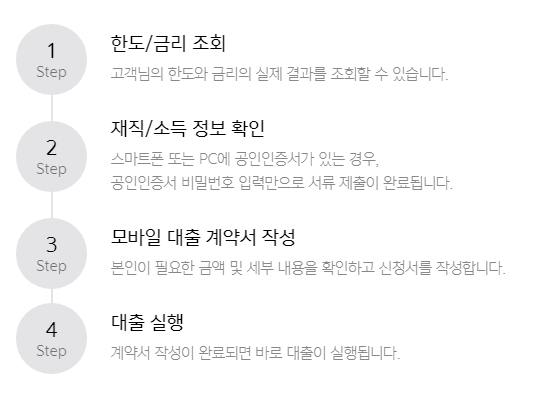 1
Step
한도/금리 조회
고객님의 한도와 금리의 실제 결과를 조회할 수 있습니다.
2
Step
재직/소득 정보 확인
스마트폰 또는 PC에 공인인증서가 있는 경우,
공인인증서 비밀번호 입력만으로 서류 제출이 완료됩니다.
3
Step
모바일 대출 계약서 작성
본인이 필요한 금액 및 세부 내용을 확인하고 신청서를 작성합니다.
4
Step
대출 실행
계약서 작성이 완료되면 바로 대출이 실행됩니다.